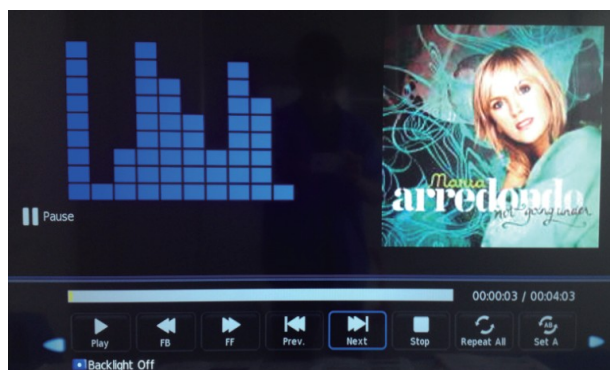 Maria
arredondo
not going under
Pause
00:00:03 / 00:04:03
Play
FB
FF
Prev.
Next
Stop
Repeat All
AB
Set A
Backlight Off